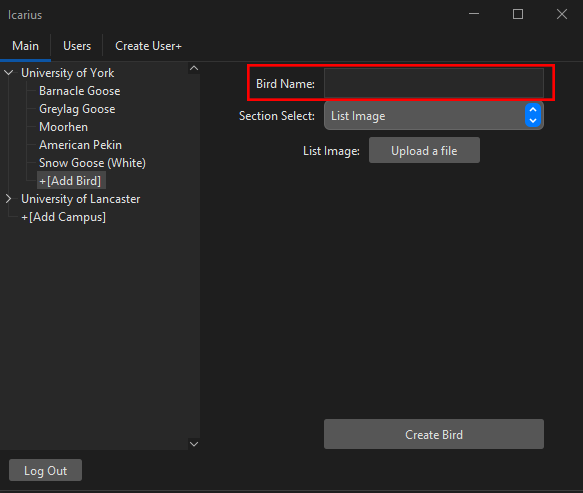 Icarius
Main Users Create User+
University of York
Barnacle Goose
Greylag Goose
Moorhen
American Pekin
Snow Goose (White)
+[Add Bird]
University of Lancaster
+[Add Campus]
Bird Name:
Section Select: List Image
List Image: Upload a file
Create Bird
Log Out